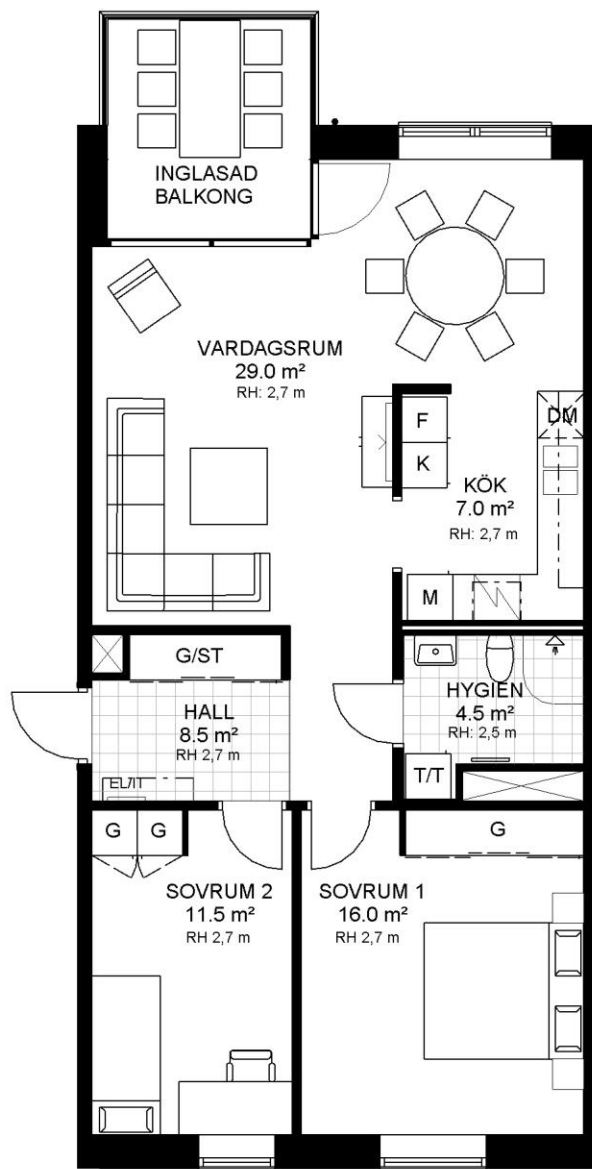 INGLASAD
BALKONG
VARDAGSRUM
29.0 m²
RH: 2,7 m
F
K
DM
KÖK
7.0 m²
RH: 2,7 m
M
G/ST
HALL
8.5 m²
RH 2,7 m
EL/IT
HYGIEN
4.5 m²
RH: 2,5 m
T/T
G
G
G
SOVRUM 2
11.5 m²
RH 2,7 m
SOVRUM 1
16.0 m²
RH 2,7 m